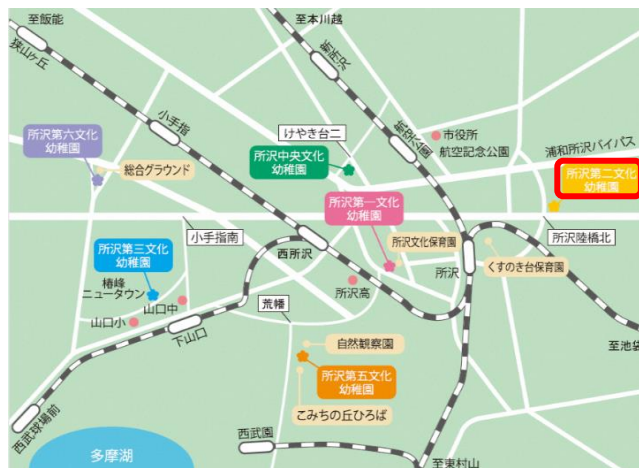 至飯能
至本川越
狭山ヶ丘
新所沢
小手指
けやき台二
市役所
航空記念公園
航空公園
浦和所沢バイパス
所沢第六文化
幼稚園
総合グラウンド
所沢中央文化
幼稚園
所沢第二文化
幼稚園
所沢第一文化
幼稚園
小手指南
西所沢
所沢文化保育園
所沢
所沢陸橋北
くすのき台保育園
所沢第三文化
幼稚園
椿峰
ニュータウン
山口中
山口小
下山口
荒幡
所沢高
自然観察園
所沢第五文化
幼稚園
こみちの丘ひろば
至池袋
西武球場前
西武園
多摩湖
至東村山